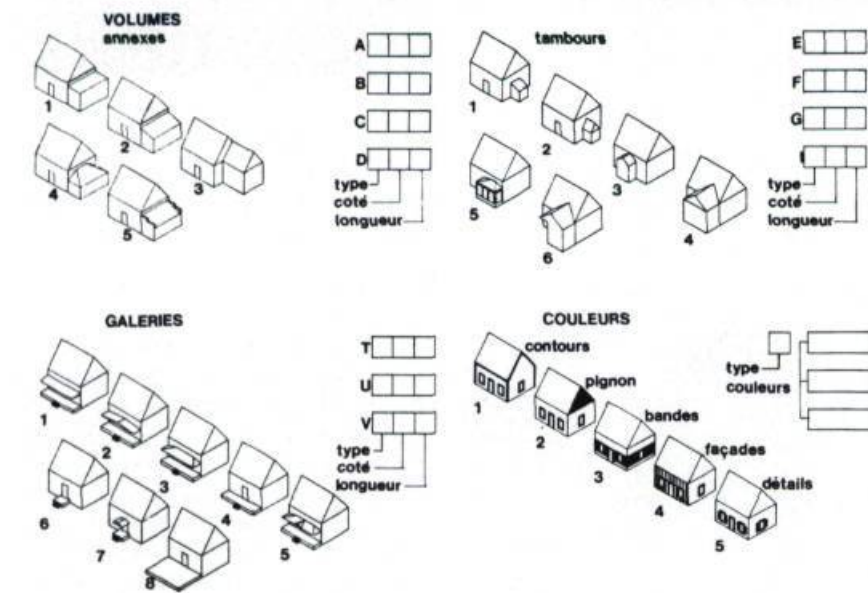 VOLUMES
annexes
1
2
3
4
5
A
B
C
D
type
coté
longueur
tambours
1
2
3
4
5
6
E
F
G
type
coté
longueur
GALERIES
1
2
3
4
5
6
7
8
T
U
V
type
coté
longueur
COULEURS
contours
1
pignon
2
bandes
3
façades
4
détails
5
type
couleurs